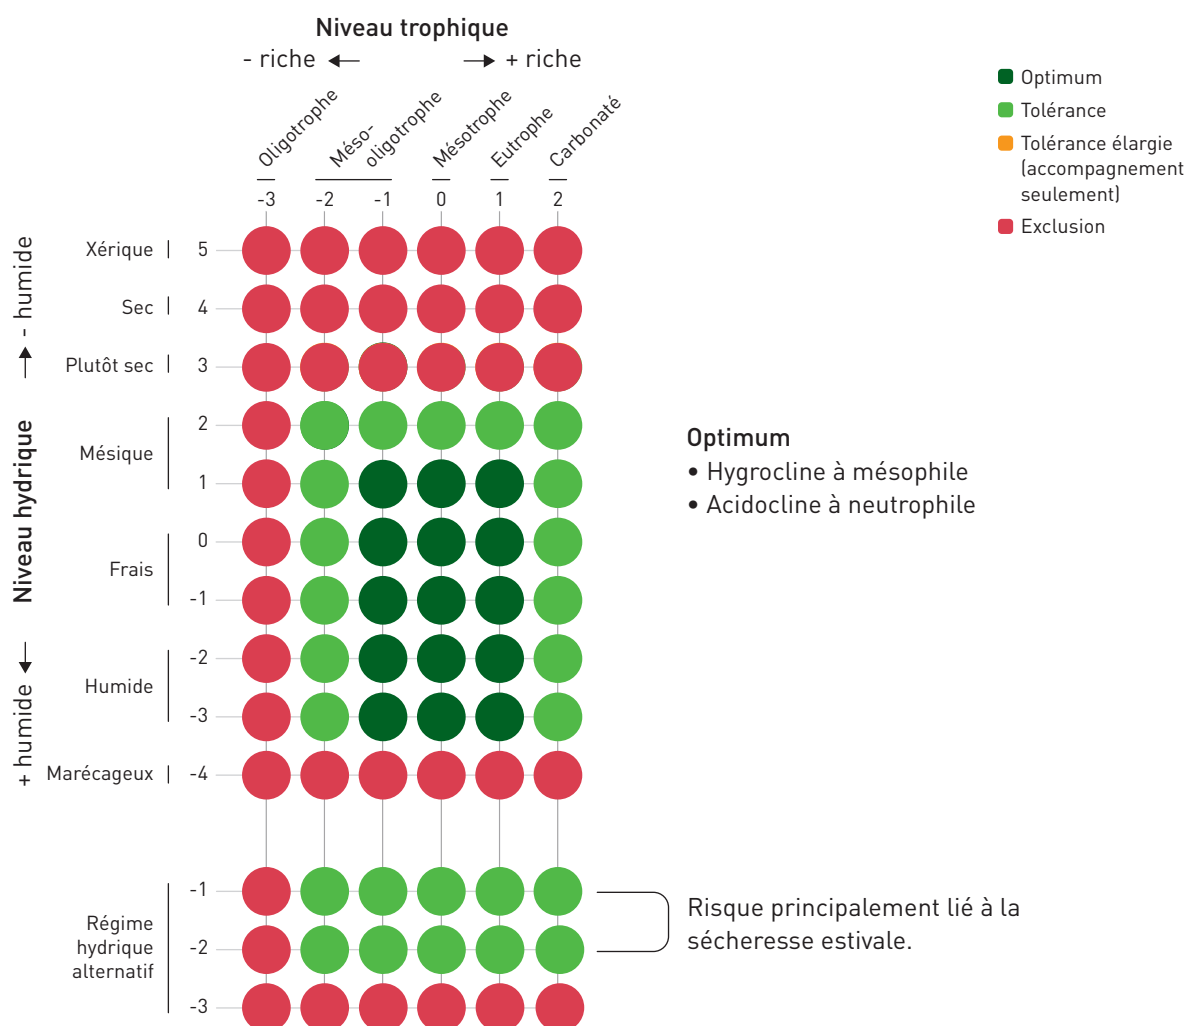 Niveau trophique
- riche
+ riche
Oligotrophe
Méso-
oligotrophe
Mésotrophe
Eutrophe
Carbonaté
-3 -2 -1 0 1 2
Optimum
Tolérance
Tolérance élargie
(accompagnement
seulement)
Exclusion
Niveau hydrique
- humide
+ humide
Xérique 5
Sec 4
Plutôt sec 3
2
Mésique
1
0
Frais
-1
-2
Humide
-3
Marécageux -4
Optimum
• Hygrocline à mésophile
• Acidocline à neutrophile
-1
Régime
hydrique
alternatif
-2
-3
Risque principalement lié à la
sécheresse estivale.